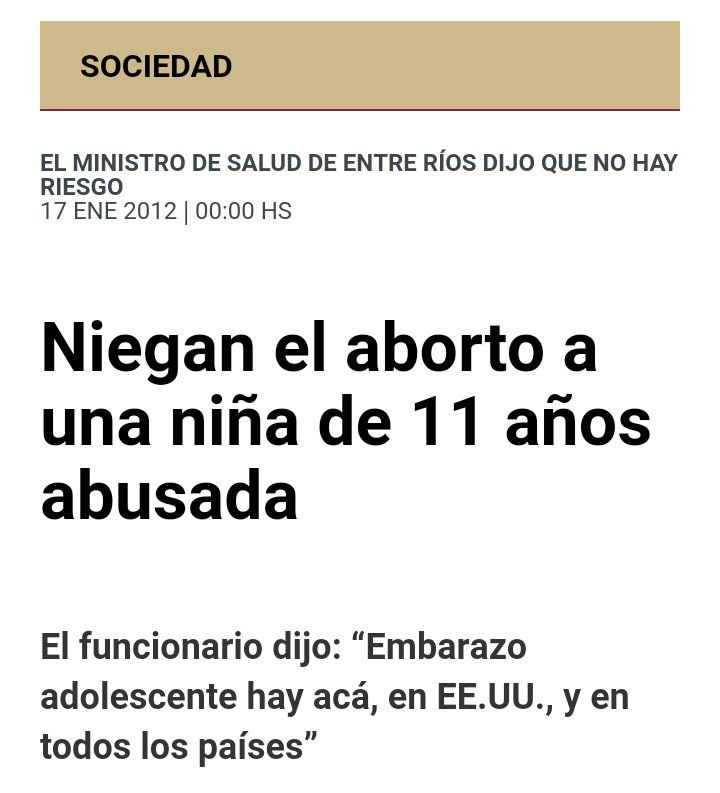 SOCIEDAD
EL MINISTRO DE SALUD DE ENTRE RÍOS DIJO QUE NO HAY
RIESGO
17 ENE 2012 | 00:00 HS
Niegan el aborto a
una niña de 11 años
abusada
El funcionario dijo: “Embarazo
adolescente hay acá, en EE.UU., y en
todos los países”